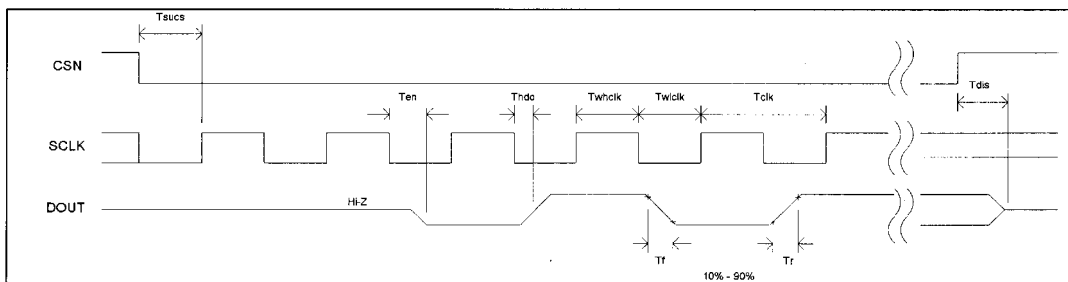 Tsucs
CSN
Tdis
Ten
Thdo
Twhclk
Twlclk
Tclk
SCLK
Hi-Z
DOUT
Tf
Tr
10% - 90%